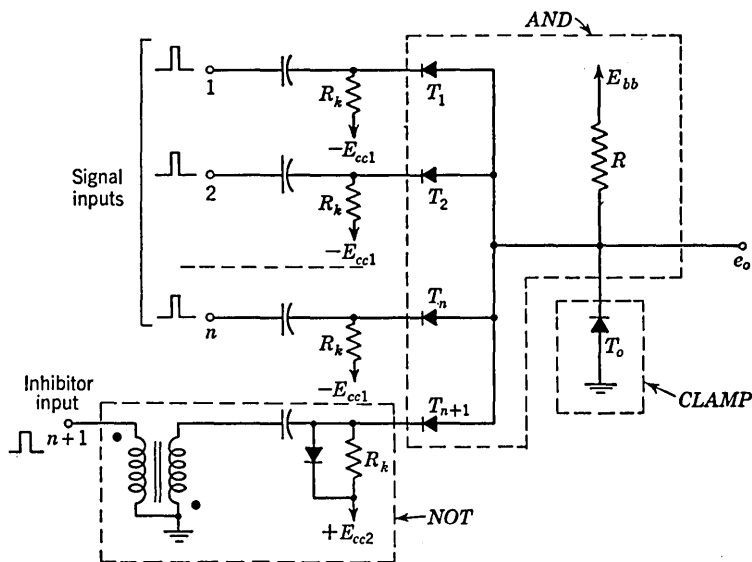 AND
1
R_k
T_1
E_bb
−E_cc1
R
Signal
inputs
2
R_k
T_2
−E_cc1
e_o
n
R_k
T_n
T_o
−E_cc1
Inhibitor
input
CLAMP
n+1
T_n+1
R_k
NOT
+E_cc2